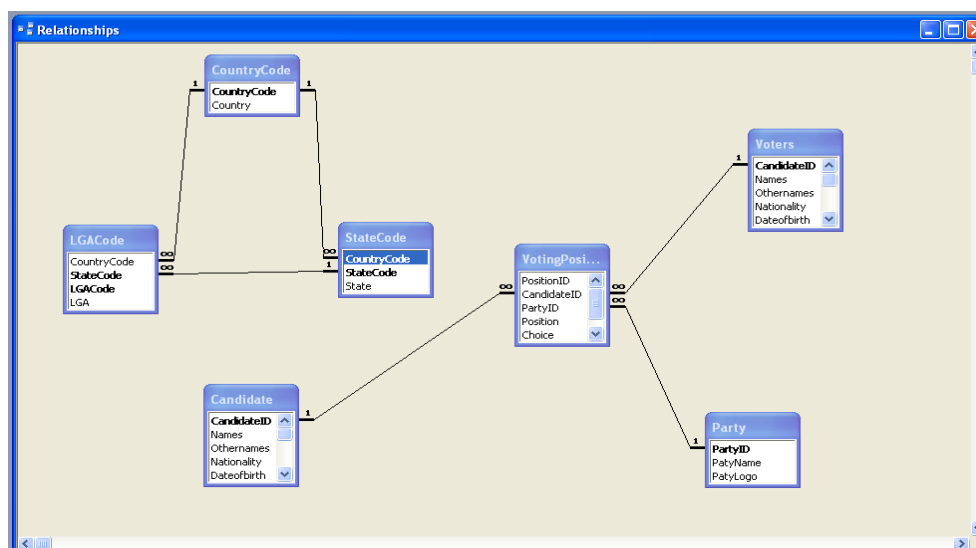 Relationships
CountryCode
1
1
CountryCode
Country
Voters
1
CandidateID
Names
Othernames
Nationality
Dateofbirth
LGACode
CountryCode
StateCode
LGACode
LGA
∞
∞
StateCode
∞
CountryCode
1
StateCode
State
VotingPosi...
∞
PositionID
CandidateID
PartyID
Position
Choice
∞
∞
Candidate
CandidateID
Names
Othernames
Nationality
Dateofbirth
1
Party
1
PartyID
PatyName
PatyLogo